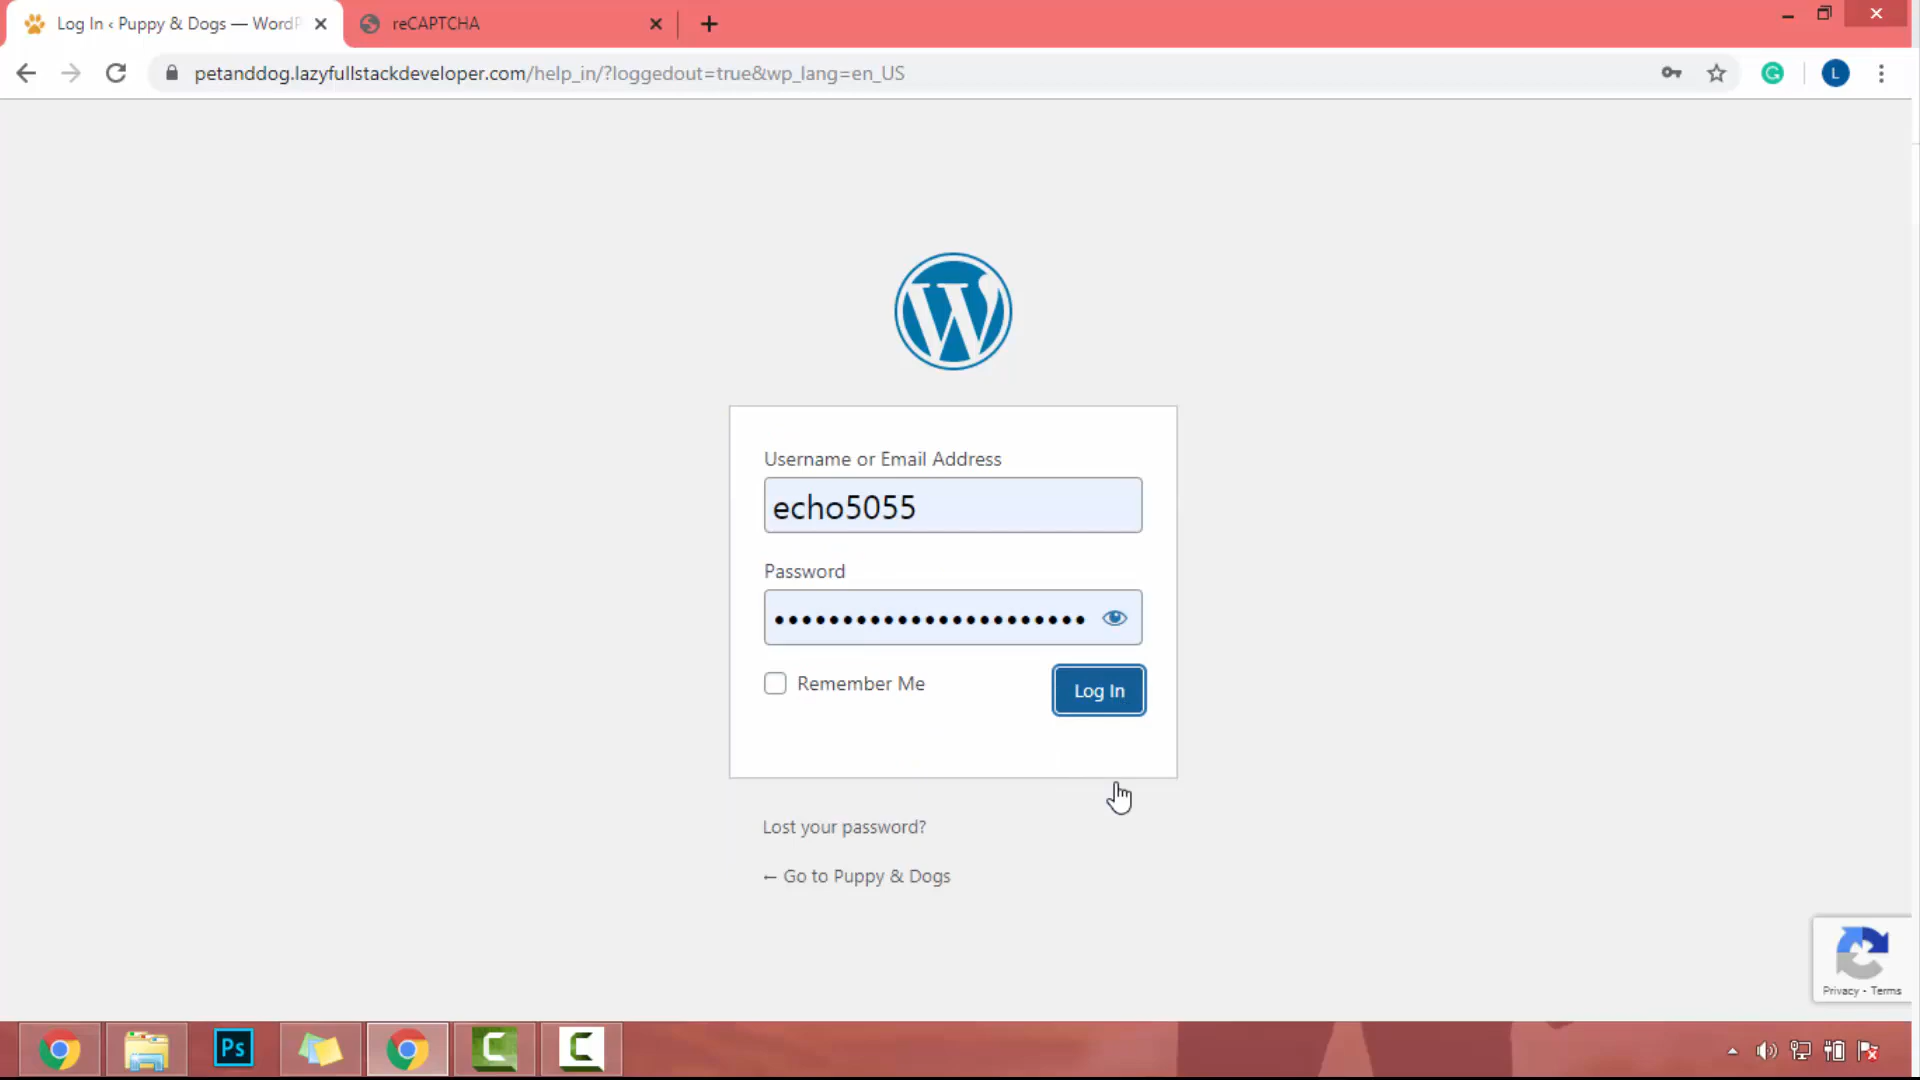 Log In ‹ Puppy & Dogs — WordP
reCAPTCHA
petanddog.lazyfullstackdeveloper.com/help_in/?loggedout=true&wp_lang=en_US
L
Username or Email Address
echo5055
Password
Remember Me
Log In
Lost your password?
← Go to Puppy & Dogs
Privacy - Terms
Ps